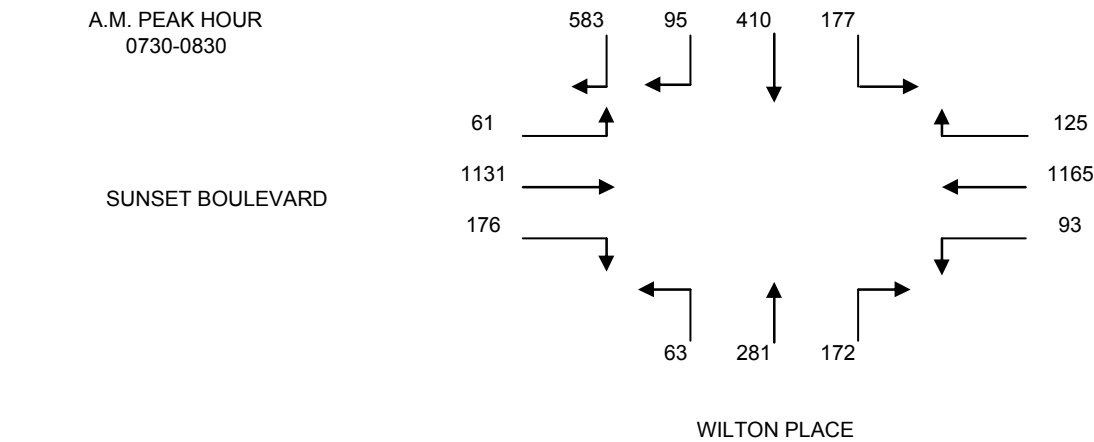 A.M. PEAK HOUR
0730-0830
583 95 410 177
61 125
1131 1165
SUNSET BOULEVARD
176 93
63 281 172
WILTON PLACE